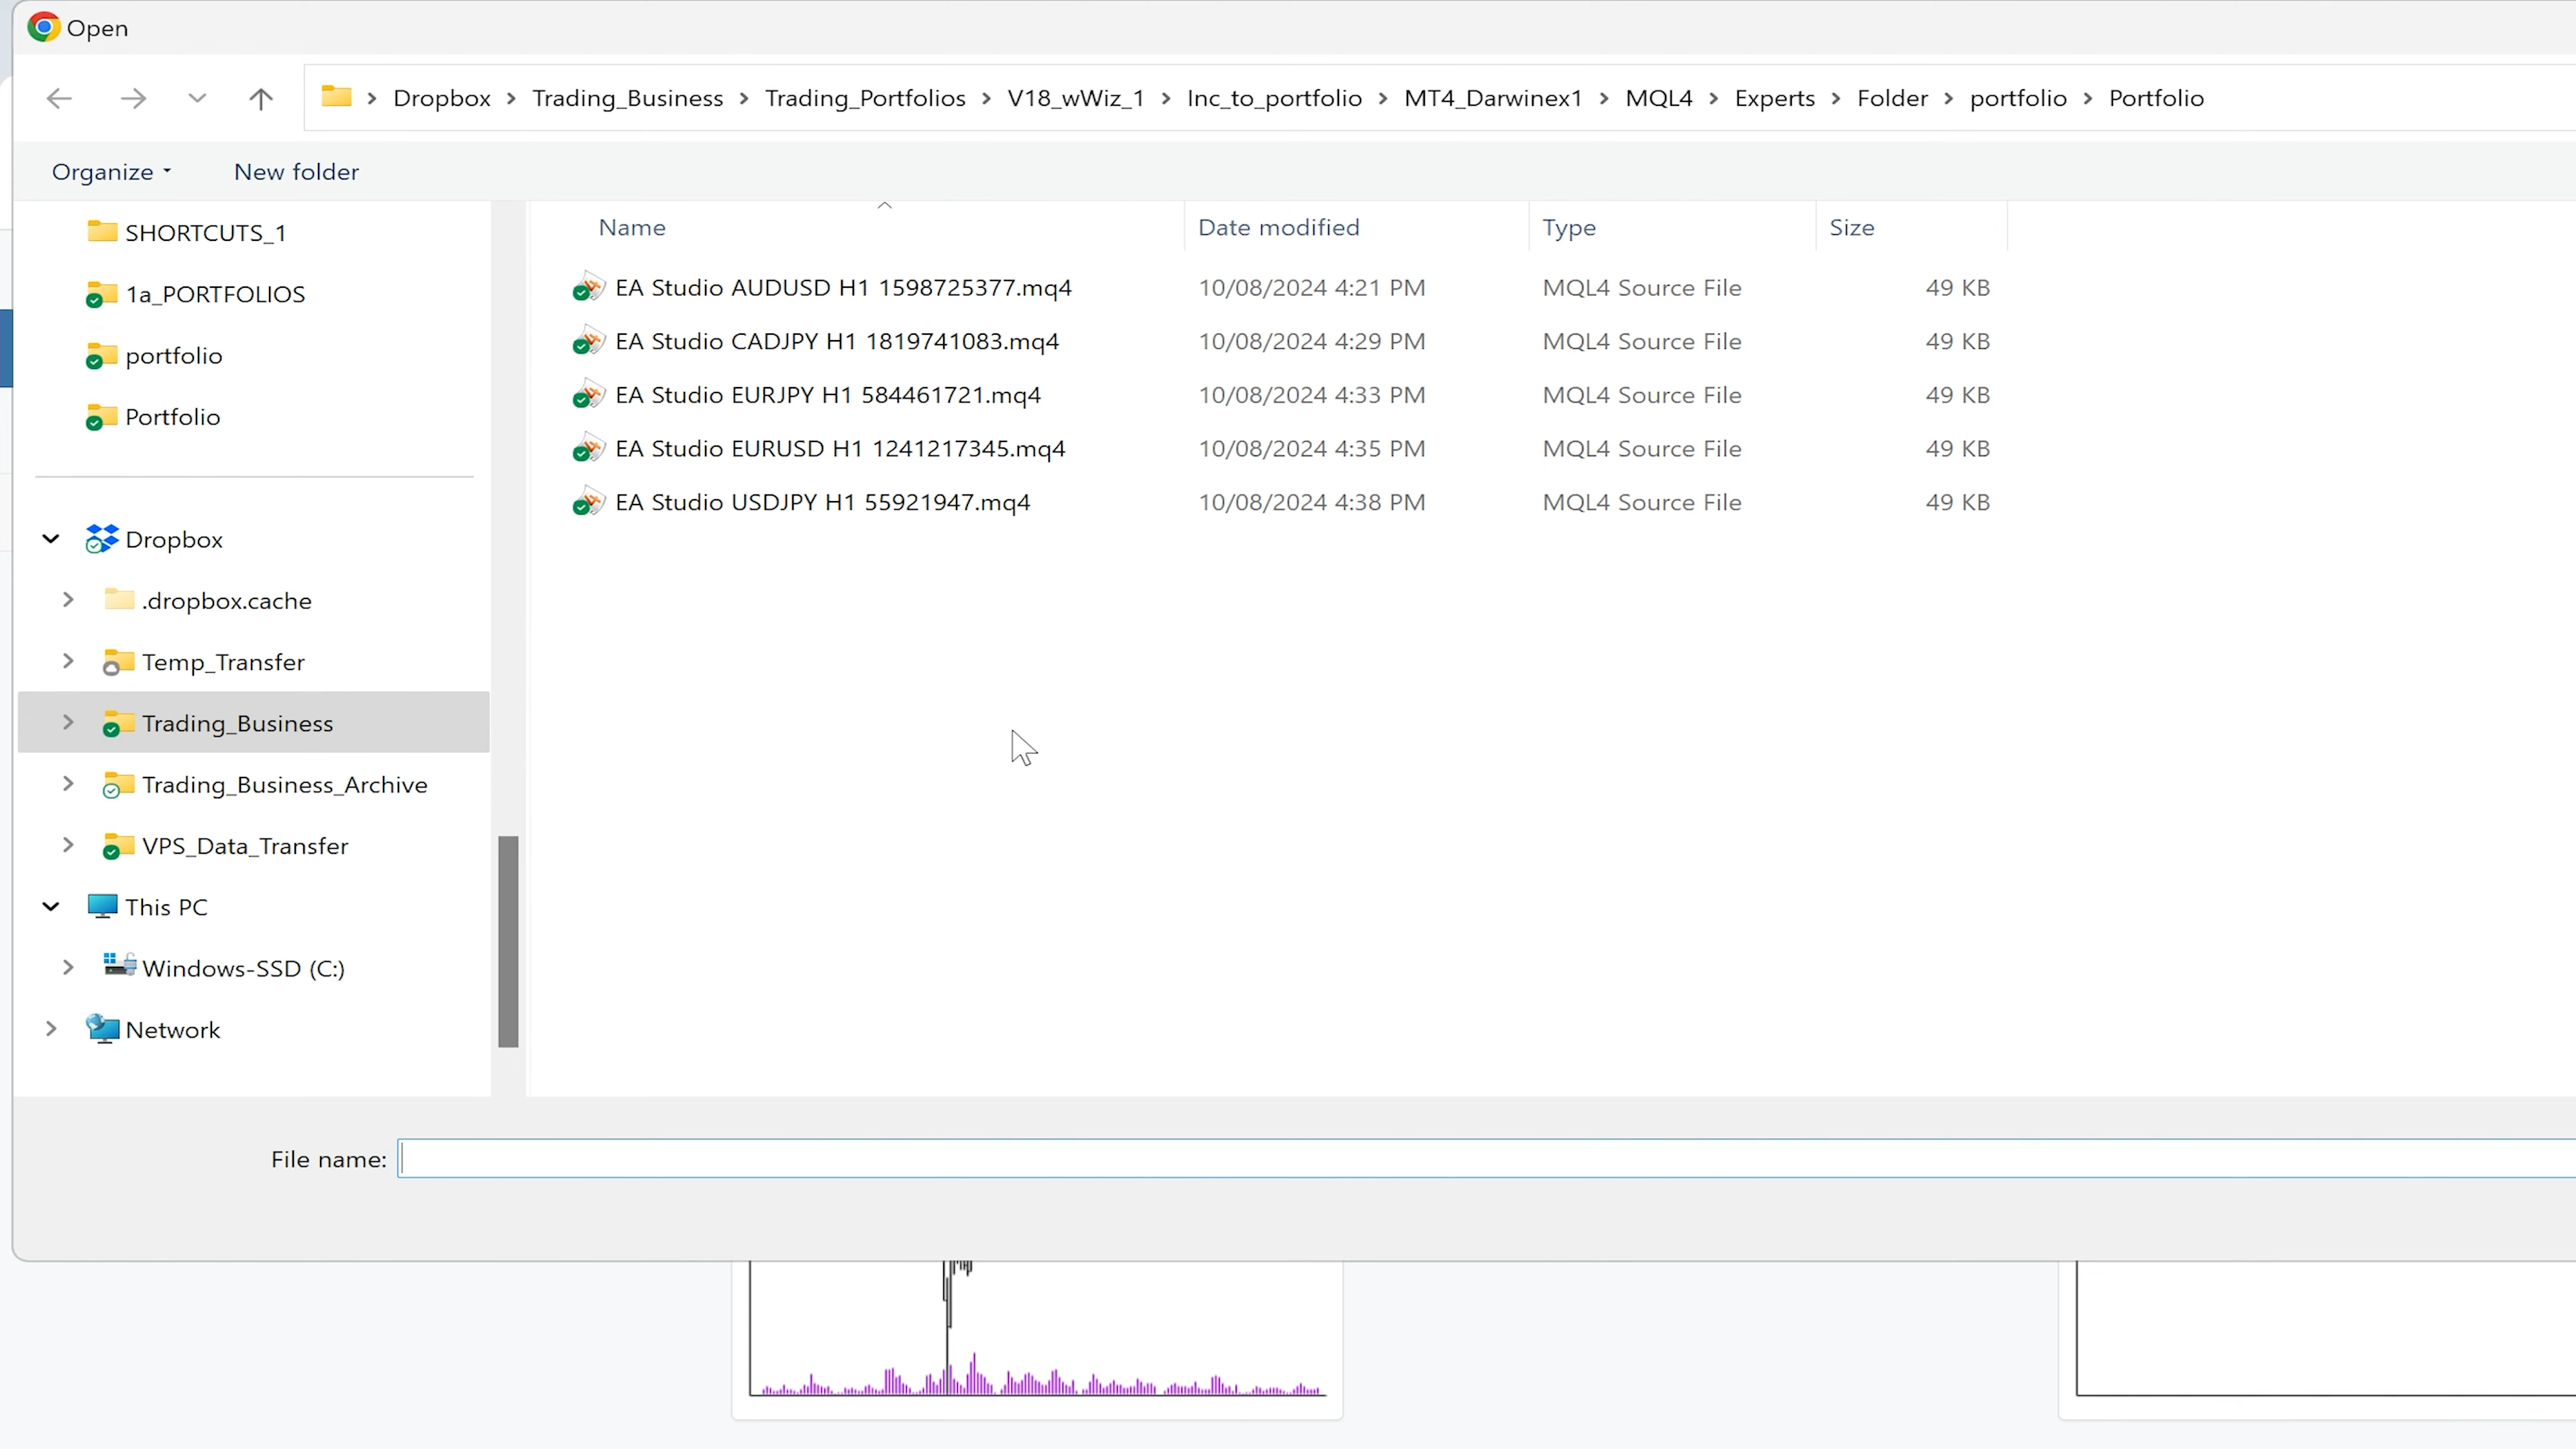 Open
Dropbox > Trading_Business > Trading_Portfolios > V18_wWiz_1 > Inc_to_portfolio > MT4_Darwinex1 > MQL4 > Experts > Folder > portfolio > Portfolio
Organize New folder
SHORTCUTS_1
1a_PORTFOLIOS
portfolio
Portfolio
Dropbox
.dropbox.cache
Temp_Transfer
Trading_Business
Trading_Business_Archive
VPS_Data_Transfer
This PC
Windows-SSD (C:)
Network
Name Date modified Type Size
EA Studio AUDUSD H1 1598725377.mq4 10/08/2024 4:21 PM MQL4 Source File 49 KB
EA Studio CADJPY H1 1819741083.mq4 10/08/2024 4:29 PM MQL4 Source File 49 KB
EA Studio EURJPY H1 584461721.mq4 10/08/2024 4:33 PM MQL4 Source File 49 KB
EA Studio EURUSD H1 1241217345.mq4 10/08/2024 4:35 PM MQL4 Source File 49 KB
EA Studio USDJPY H1 55921947.mq4 10/08/2024 4:38 PM MQL4 Source File 49 KB
File name: